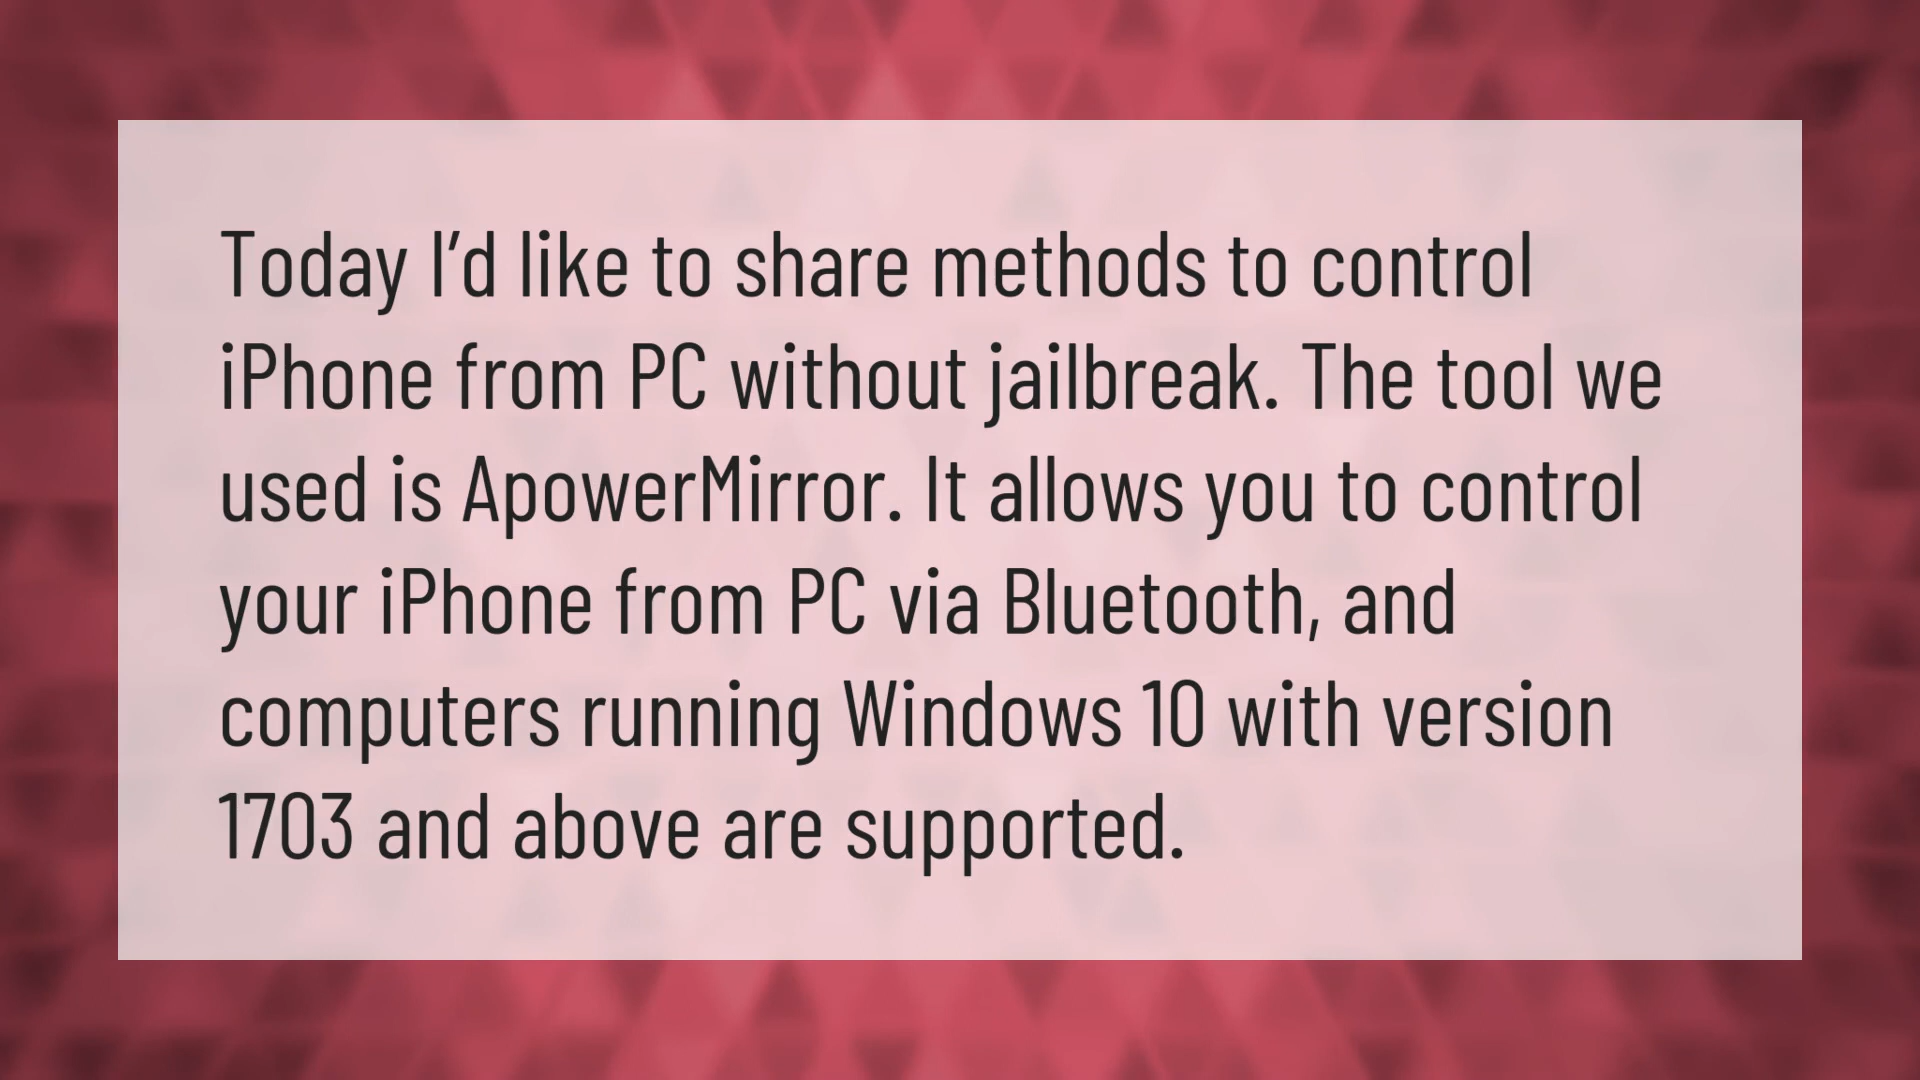 Today I’d like to share methods to control
iPhone from PC without jailbreak. The tool we
used is ApowerMirror. It allows you to control
your iPhone from PC via Bluetooth, and
computers running Windows 10 with version
1703 and above are supported.